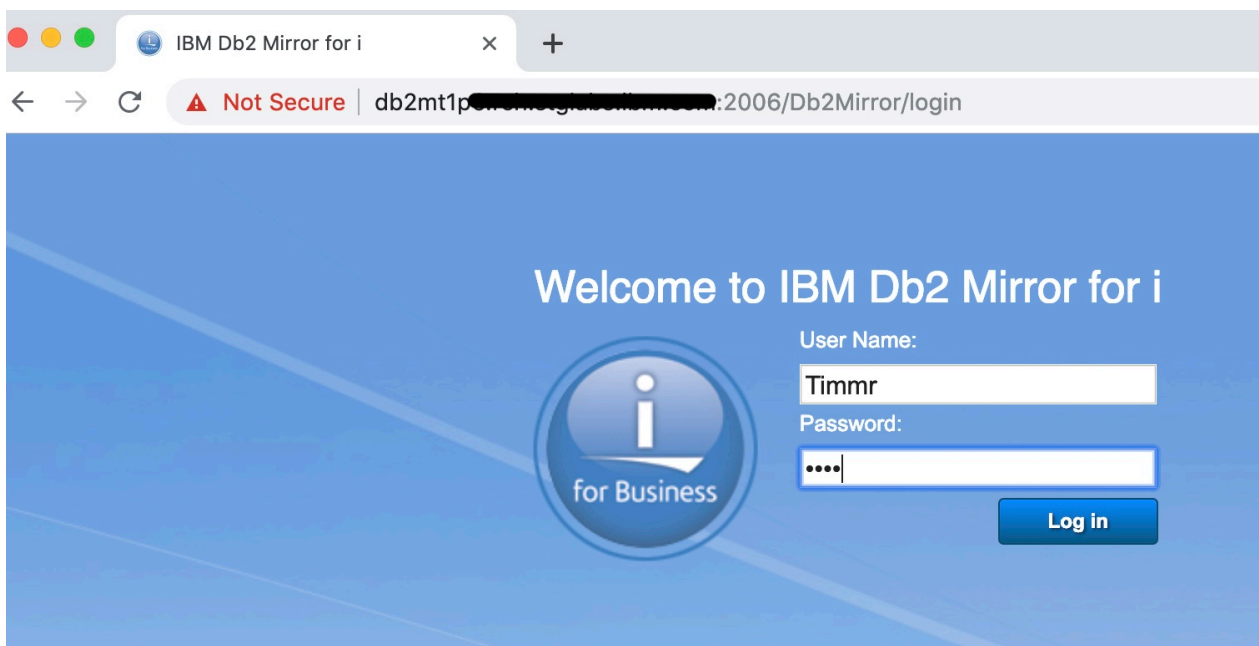 IBM Db2 Mirror for i
Not Secure db2mt1p :2006/Db2Mirror/login
Welcome to IBM Db2 Mirror for i
User Name:
Timmr
Password:
••••
i
for Business
Log in